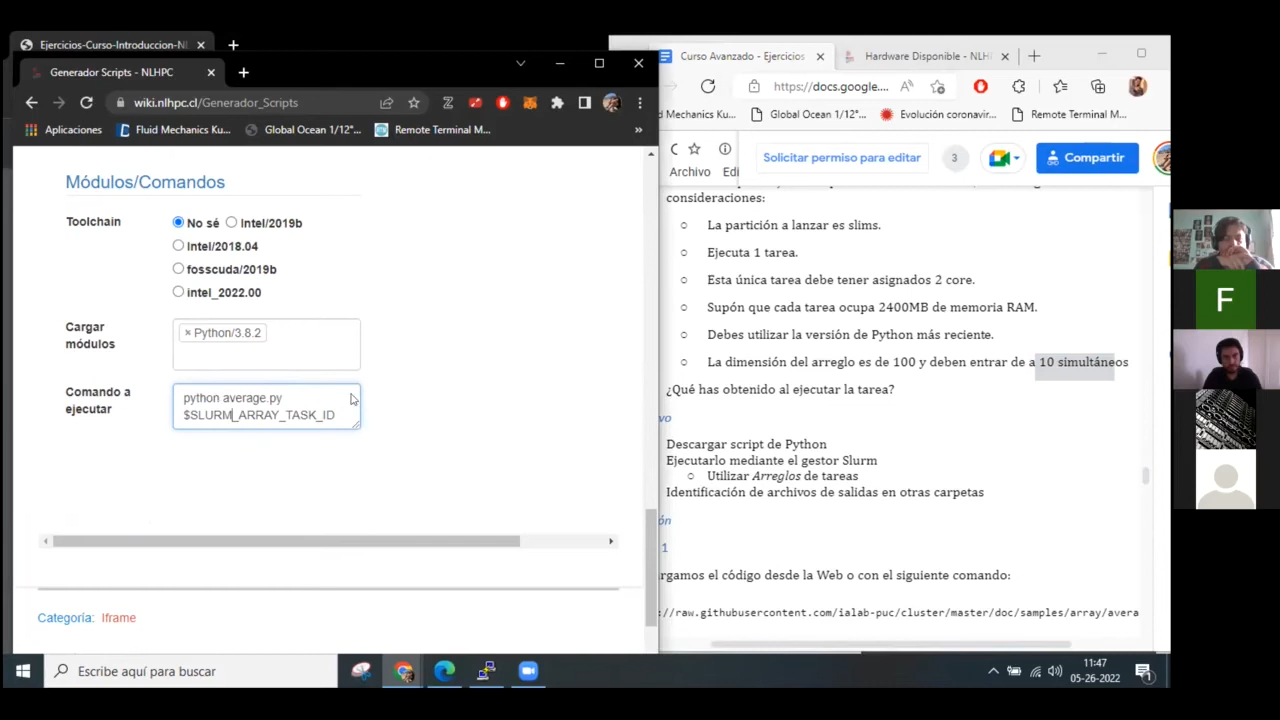 Ejercicios-Curso-Introduccion-NL
Generador Scripts - NLHPC
wiki.nlhpc.cl/Generador_Scripts
Aplicaciones
Fluid Mechanics Ku...
Global Ocean 1/12°...
Remote Terminal M...
»
Módulos/Comandos
Toolchain
No sé
Intel/2019b
Intel/2018.04
fosscuda/2019b
intel_2022.00
Cargar módulos
× Python/3.8.2
Comando a ejecutar
python average.py
$SLURM_ARRAY_TASK_ID
Categoría: Iframe
Curso Avanzado - Ejercicios
Hardware Disponible - NLH
https://docs.google....
Mechanics Ku...
Global Ocean 1/12°...
Evolución coronavir...
Remote Terminal M...
Solicitar permiso para editar
3
Compartir
Archivo
Edi
consideraciones:
○ La partición a lanzar es slims.
○ Ejecuta 1 tarea.
○ Esta única tarea debe tener asignados 2 core.
○ Supón que cada tarea ocupa 2400MB de memoria RAM.
○ Debes utilizar la versión de Python más reciente.
○ La dimensión del arreglo es de 100 y deben entrar de a 10 simultáneos
¿Qué has obtenido al ejecutar la tarea?
vo
Descargar script de Python
Ejecutarlo mediante el gestor Slurm
○ Utilizar Arreglos de tareas
Identificación de archivos de salidas en otras carpetas
ón
1
rgamos el código desde la Web o con el siguiente comando:
://raw.githubusercontent.com/ialab-puc/cluster/master/doc/samples/array/avera
F
Escribe aquí para buscar
11:47
05-26-2022
1